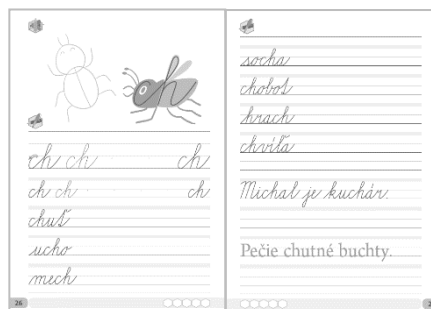 ch ch ch
ch ch ch
chuť
ucho
mech
26
socha
chobot
hrach
chvíľa
Michal je kuchár.
Pečie chutné buchty.
2